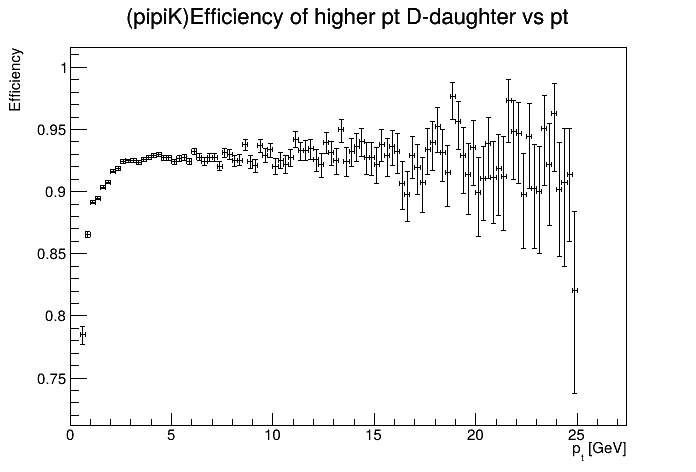 (pipiK)Efficiency of higher pt D-daughter vs pt
Efficiency
1
0.95
0.9
0.85
0.8
0.75
0 5 10 15 20 25
p_t [GeV]